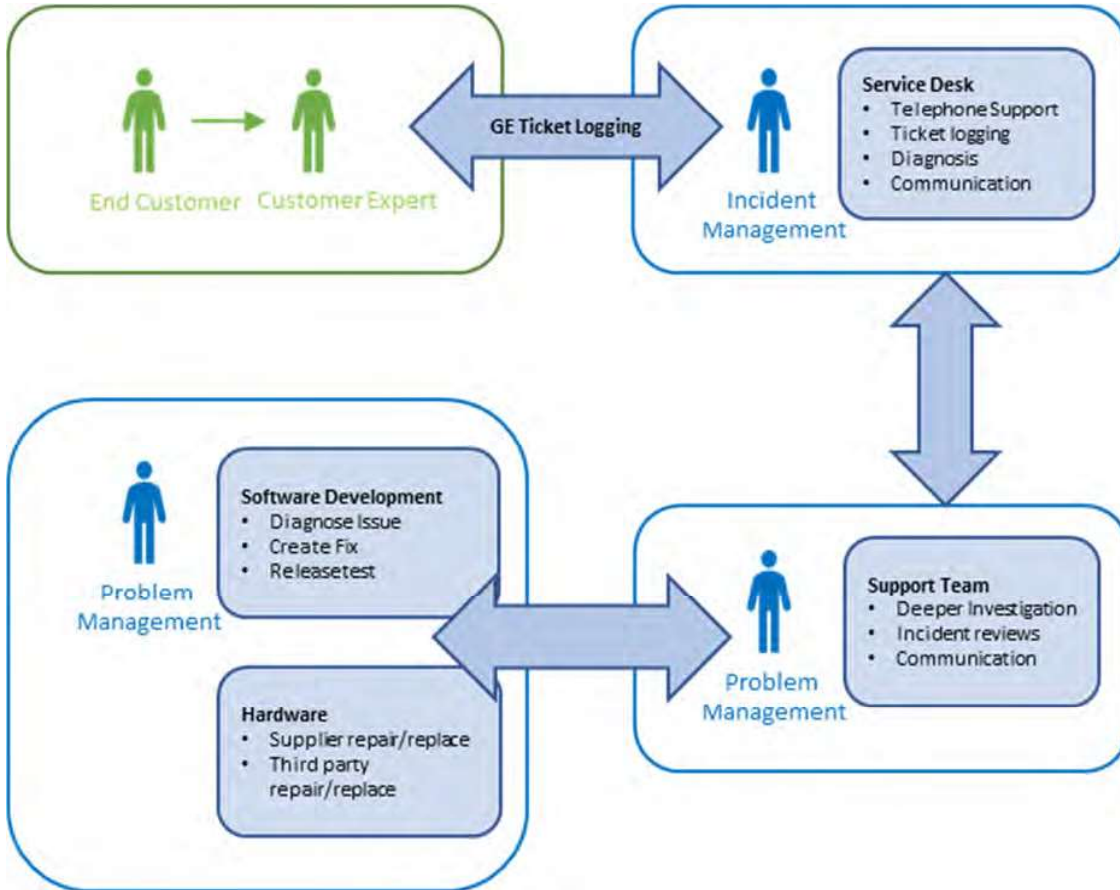 End Customer
Customer Expert
GE Ticket Logging
Incident
Management
Service Desk
• Telephone Support
• Ticket logging
• Diagnosis
• Communication
Problem
Management
Software Development
• Diagnose Issue
• Create Fix
• Releasetest
Hardware
• Supplier repair/replace
• Third party
repair/replace
Problem
Management
Support Team
• Deeper Investigation
• Incident reviews
• Communication